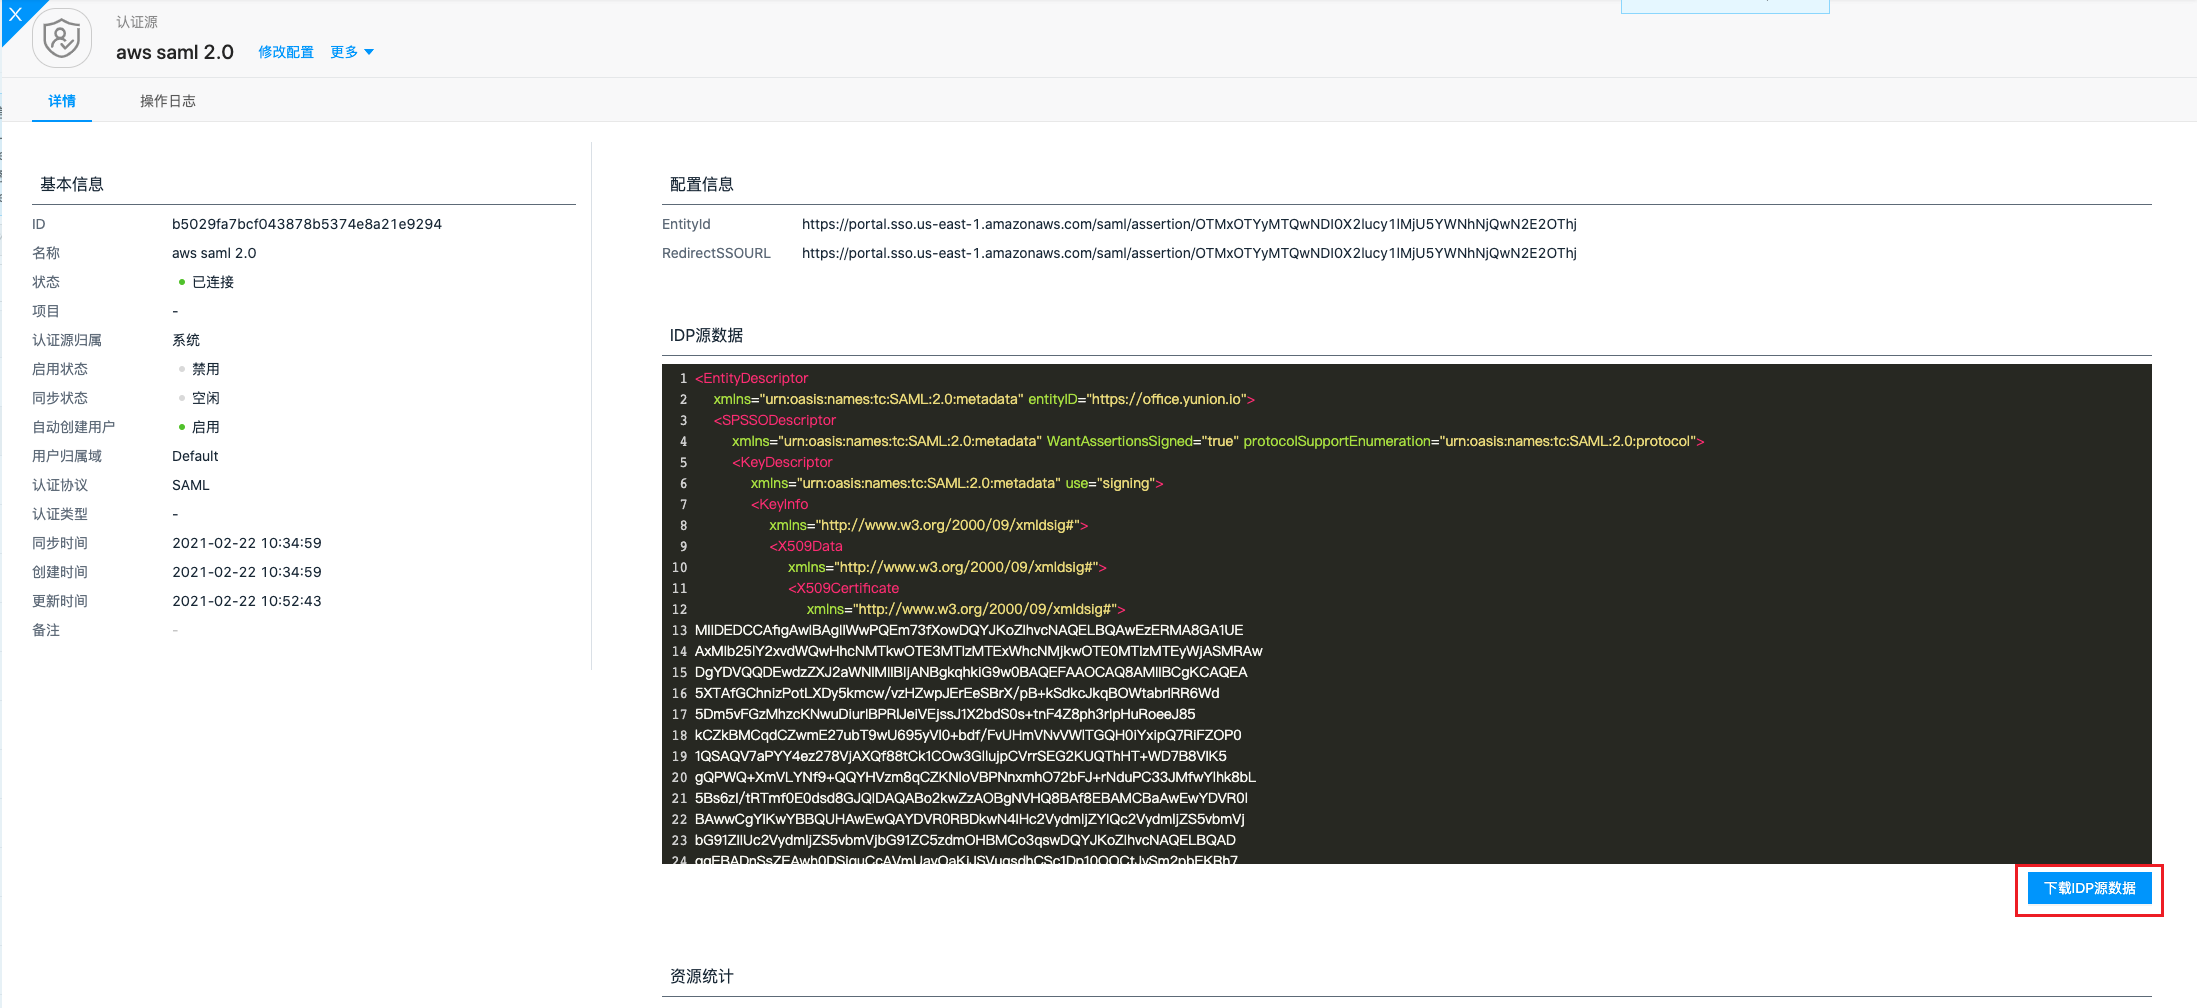 X
认证源
aws saml 2.0 修改配置 更多
详情 操作日志
基本信息
ID b5029fa7bcf043878b5374e8a21e9294
名称 aws saml 2.0
状态 已连接
项目 -
认证源归属 系统
启用状态 禁用
同步状态 空闲
自动创建用户 启用
用户归属域 Default
认证协议 SAML
认证类型 -
同步时间 2021-02-22 10:34:59
创建时间 2021-02-22 10:34:59
更新时间 2021-02-22 10:52:43
备注 -
配置信息
EntityId https://portal.sso.us-east-1.amazonaws.com/saml/assertion/OTMxOTYyMTQwNDI0X2lucy1lMjU5YWNhNjQwN2E2OThj
RedirectSSOURL https://portal.sso.us-east-1.amazonaws.com/saml/assertion/OTMxOTYyMTQwNDI0X2lucy1lMjU5YWNhNjQwN2E2OThj
IDP源数据
1 <EntityDescriptor
2 xmlns="urn:oasis:names:tc:SAML:2.0:metadata" entityID="https://office.yunion.io">
3 <SPSSODescriptor
4 xmlns="urn:oasis:names:tc:SAML:2.0:metadata" WantAssertionsSigned="true" protocolSupportEnumeration="urn:oasis:names:tc:SAML:2.0:protocol">
5 <KeyDescriptor
6 xmlns="urn:oasis:names:tc:SAML:2.0:metadata" use="signing">
7 <KeyInfo
8 xmlns="http://www.w3.org/2000/09/xmldsig#">
9 <X509Data
10 xmlns="http://www.w3.org/2000/09/xmldsig#">
11 <X509Certificate
12 xmlns="http://www.w3.org/2000/09/xmldsig#">
13 MIIDEDCCAfigAwIBAgIIWwPQEm73fXowDQYJKoZIhvcNAQELBQAwEzERMA8GA1UE
14 AxMIb25lY2xvdWQwHhcNMTkwOTE3MTIzMTExWhcNMjkwOTE0MTIzMTEyWjASMRAw
15 DgYDVQQDEwdzZXJ2aWNlMIIBIjANBgkqhkiG9w0BAQEFAAOCAQ8AMIIBCgKCAQEA
16 5XTAfGChnizPotLXDy5kmcw/vzHZwpJErEeSBrX/pB+kSdkcJkqBOWtabrIRR6Wd
17 5Dm5vFGzMhzcKNwuDiurlBPRIJeiVEjssJ1X2bdS0s+tnF4Z8ph3rlpHuRoeeJ85
18 kCZkBMCqdCZwmE27ubT9wU695yVI0+bdf/FvUHmVNvVWlTGQH0iYxipQ7RiFZOP0
19 1QSAQV7aPYY4ez278VjAXQf88tCk1COw3GllujpCVrrSEG2KUQThHT+WD7B8VIK5
20 gQPWQ+XmVLYNf9+QQYHVzm8qCZKNloVBPNnxmhO72bFJ+rNduPC33JMfwYlhk8bL
21 5Bs6zI/tRTmf0E0dsd8GJQIDAQABo2kwZzAOBgNVHQ8BAf8EBAMCBaAwEwYDVR0l
22 BAwwCgYIKwYBBQUHAwEwQAYDVR0RBDkwN4IHc2VydmljZYIQc2VydmljZS5vbmVj
23 bG91ZIIUc2VydmljZS5vbmVjbG91ZC5zdmOHBMCo3qswDQYJKoZIhvcNAQELBQAD
下载IDP源数据
资源统计